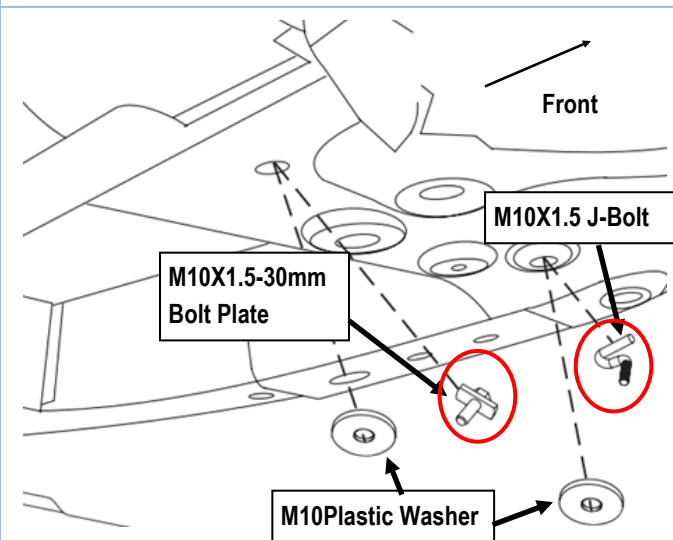 Front
M10X1.5 J-Bolt
M10X1.5-30mm
Bolt Plate
M10Plastic Washer